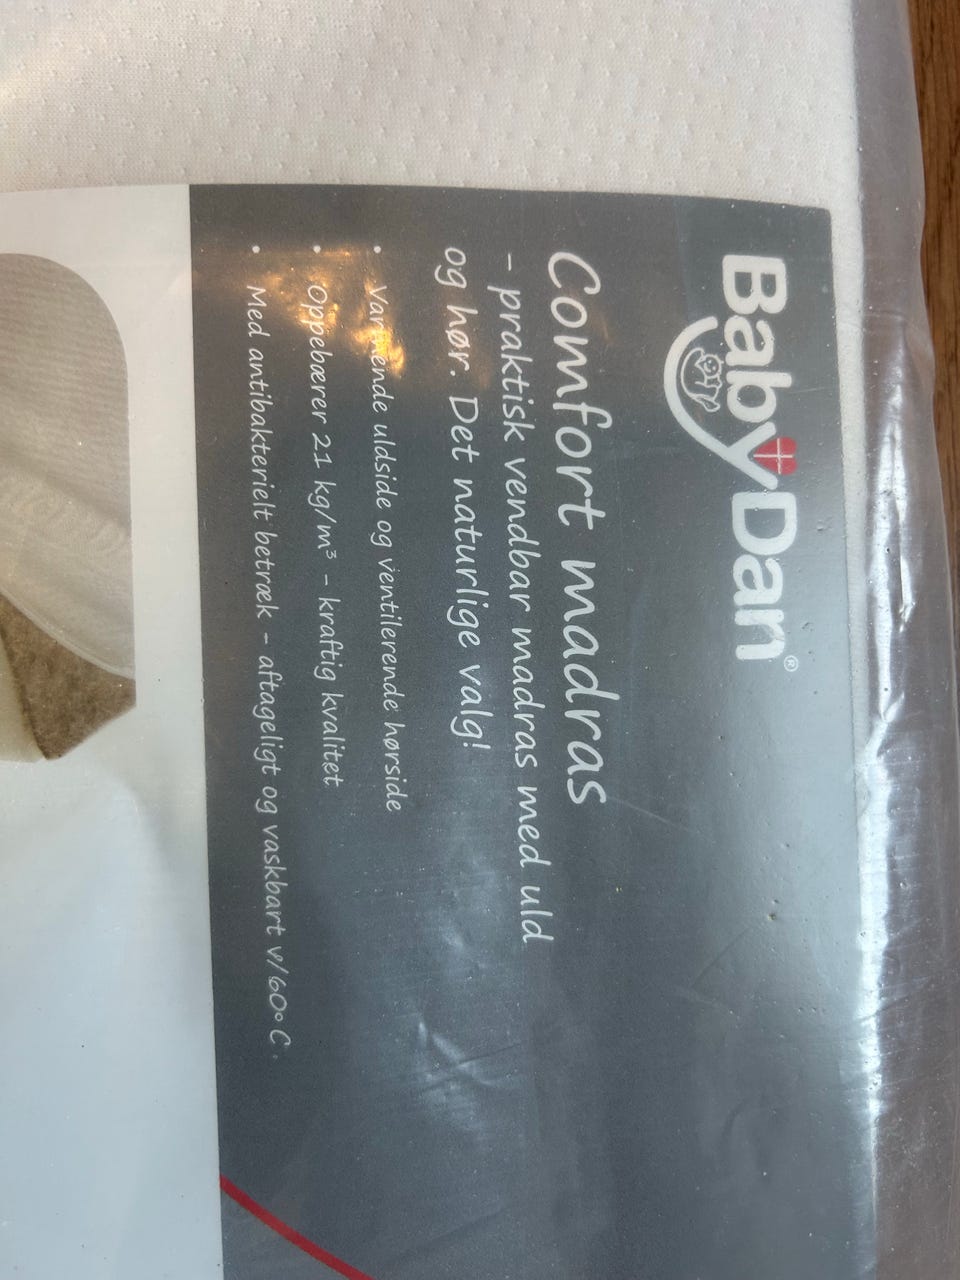 BabyDan®
Comfort madras
- praktisk vendbar madras med uld
og hør. Det naturlige valg!
• Varmende uldside og ventilerende hørside
• Oppebærer 21 kg/m³ - kraftig kvalitet
• Med antibakterielt betræk - aftageligt og vaskbart v/60° C.